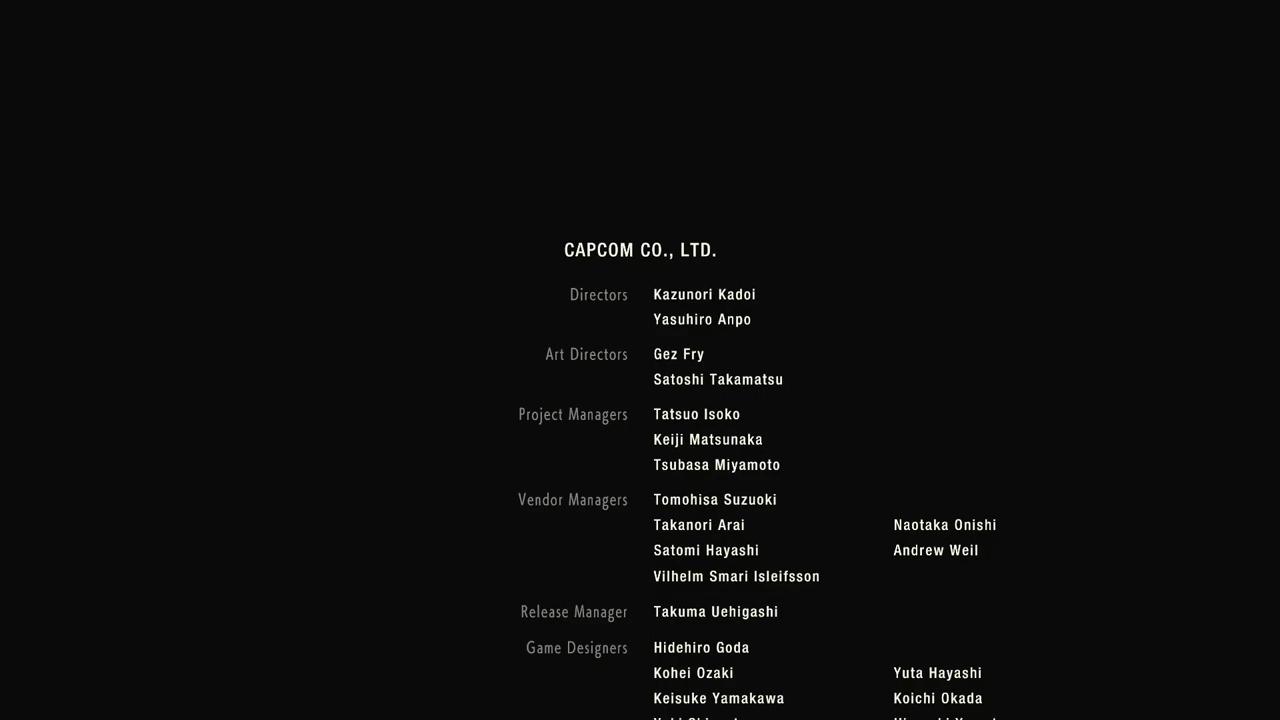 CAPCOM CO., LTD.
Directors Kazunori Kadoi
Yasuhiro Anpo
Art Directors Gez Fry
Satoshi Takamatsu
Project Managers Tatsuo Isoko
Keiji Matsunaka
Tsubasa Miyamoto
Vendor Managers Tomohisa Suzuoki
Takanori Arai Naotaka Onishi
Satomi Hayashi Andrew Weil
Vilhelm Smari Isleifsson
Release Manager Takuma Uehigashi
Game Designers Hidehiro Goda
Kohei Ozaki Yuta Hayashi
Keisuke Yamakawa Koichi Okada